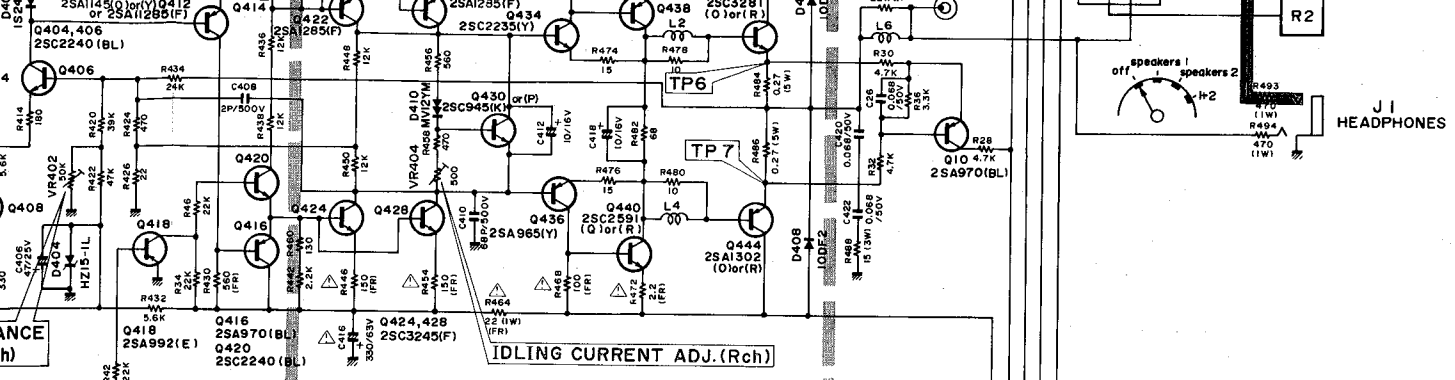 2SA1145(O)or(Y) Q412
or 2SA1285(F)
Q404,406
2SC2240(BL)
Q406
R434
24K
C408
2P/500V
R414
180
R420
39K
R424
470
R422
47K
R426
22
VR402
50K
Q408
5.6K
330
C406
47/25V
D404
HZ15-1L
Q418
R46
22K
R34
22K
R430
560
(FR)
R432
5.6K
Q418
2SA992(E)
Q416
2SA970(BL)
Q420
2SC2240(BL)
Q414
R436
12K
R438
12K
Q420
Q416
Q422
2SA1285(F)
R448
12K
R450
12K
Q424
R460
130
R442
2.2K
R446
150
(FR)
C416
330/63V
2SA1285(F)
R456
560
D410
MV12YM
R458
470
VR404
500
Q428
R454
150
(FR)
Q424,428
2SC3245(F)
Q430
2SC945(K)
or(P)
C410
68P/500V
R464
22 (1W)
(FR)
IDLING CURRENT ADJ.(Rch)
Q434
2SC2235(Y)
R474
15
C412
10/16V
C418
10/16V
R482
68
R476
15
Q436
2SA965(Y)
R468
100
(FR)
Q438
L2
R478
10
R480
10
L4
Q440
2SC2591
(Q)or(R)
R472
2.2
(FR)
2SC3281
(O)or(R)
TP6
R484
0.27
(5W)
TP7
R486
0.27(5W)
Q444
2SA1302
(O)or(R)
D408
10DF2
L6
R30
4.7K
C26
0.068
/50V
R36
3.3K
C420
0.068/50V
R32
4.7K
Q10
2SA970(BL)
R28
4.7K
C422
0.068
/50V
R488
15(3W)
R2
off
speakers 1
speakers 2
1+2
R493
470
(1W)
R494
470
(1W)
J1
HEADPHONES